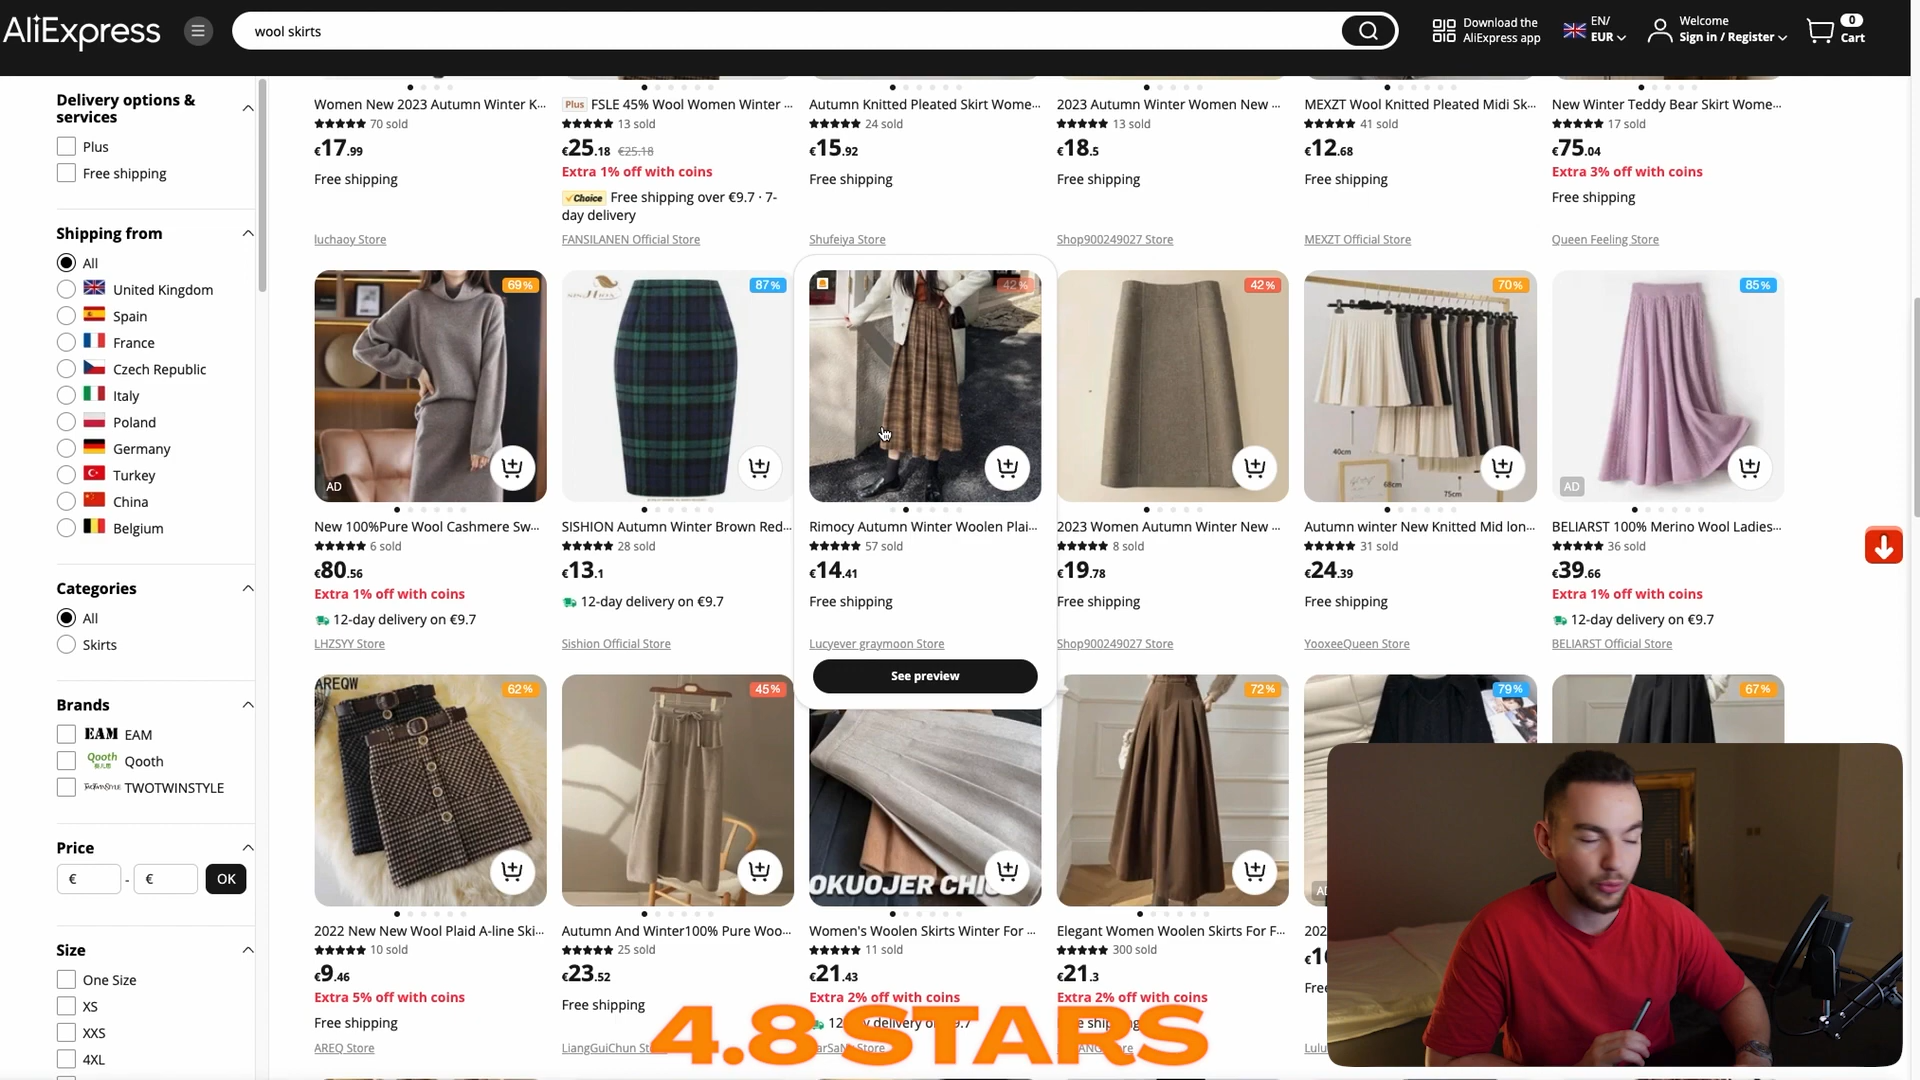 AliExpress
wool skirts
Download the
AliExpress app
EN/
EUR
Welcome
Sign in / Register
0
Cart
Delivery options &
services
Plus
Free shipping
Shipping from
All
United Kingdom
Spain
France
Czech Republic
Italy
Poland
Germany
Turkey
China
Belgium
Categories
All
Skirts
Brands
EAM EAM
Qooth Qooth
TWOTWINSTYLE
Price
€ - € OK
Size
One Size
XS
XXS
4XL
Women New 2023 Autumn Winter K...
70 sold
€17.99
Free shipping
luchaoy Store
Plus FSLE 45% Wool Women Winter ...
13 sold
€25.18 €25.18
Extra 1% off with coins
Choice Free shipping over €9.7 · 7-
day delivery
FANSILANEN Official Store
Autumn Knitted Pleated Skirt Wome...
24 sold
€15.92
Free shipping
Shufeiya Store
2023 Autumn Winter Women New ...
13 sold
€18.5
Free shipping
Shop900249027 Store
MEXZT Wool Knitted Pleated Midi Sk...
41 sold
€12.68
Free shipping
MEXZT Official Store
New Winter Teddy Bear Skirt Wome...
17 sold
€75.04
Extra 3% off with coins
Free shipping
Queen Feeling Store
69%
AD
New 100%Pure Wool Cashmere Sw...
6 sold
€80.56
Extra 1% off with coins
12-day delivery on €9.7
LHZSYY Store
87%
SISHION Autumn Winter Brown Red...
28 sold
€13.1
12-day delivery on €9.7
Sishion Official Store
42%
Rimocy Autumn Winter Woolen Plai...
57 sold
€14.41
Free shipping
Lucyever graymoon Store
See preview
42%
2023 Women Autumn Winter New ...
8 sold
€19.78
Free shipping
Shop900249027 Store
70%
40cm
68cm
75cm
Autumn winter New Knitted Mid lon...
31 sold
€24.39
Free shipping
YooxeeQueen Store
85%
AD
BELIARST 100% Merino Wool Ladies...
36 sold
€39.66
Extra 1% off with coins
12-day delivery on €9.7
BELIARST Official Store
AREQW
62%
2022 New New Wool Plaid A-line Ski...
10 sold
€9.46
Extra 5% off with coins
Free shipping
AREQ Store
45%
Autumn And Winter100% Pure Woo...
25 sold
€23.52
Free shipping
LiangGuiChun
OKUOJER
Women's Woolen Skirts Winter For ...
11 sold
€21.43
Extra 2% off with coins
72%
Elegant Women Woolen Skirts For F...
300 sold
€21.3
Extra 2% off with coins
79%
67%
4.8 STARS